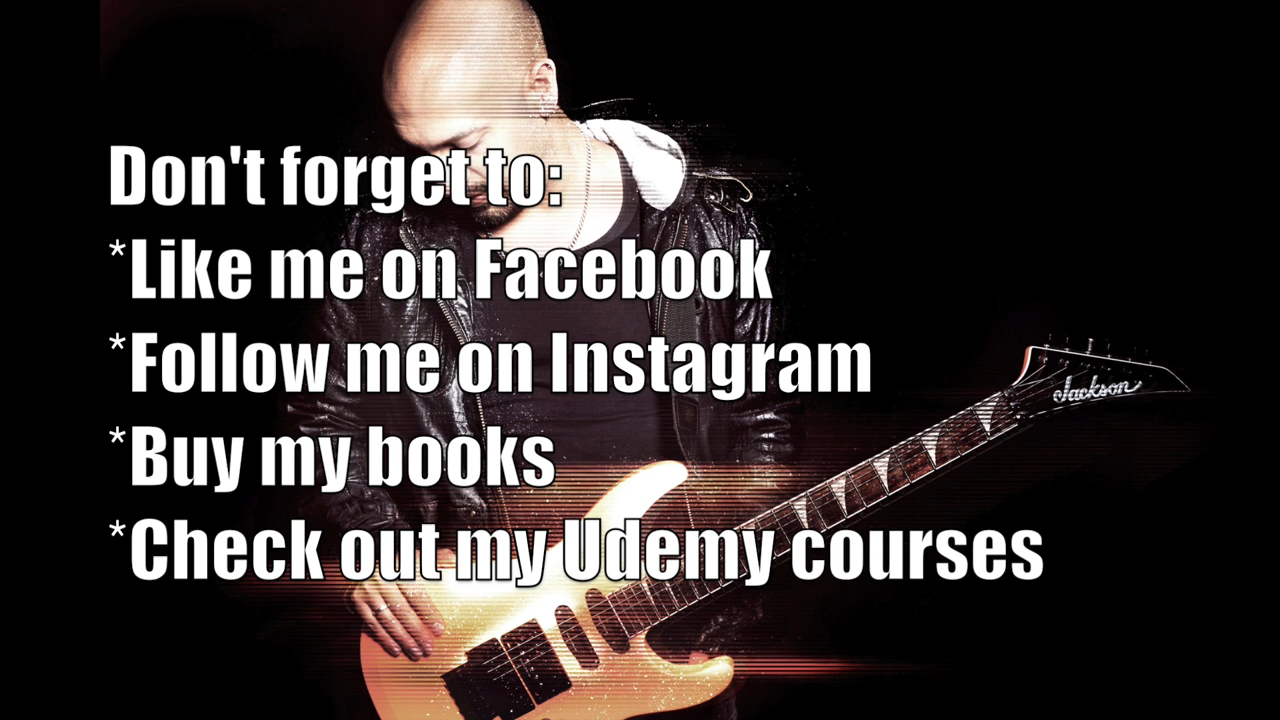 Don't forget to:
*Like me on Facebook
*Follow me on Instagram
Jackson
*Buy my books
*Check out my Udemy courses